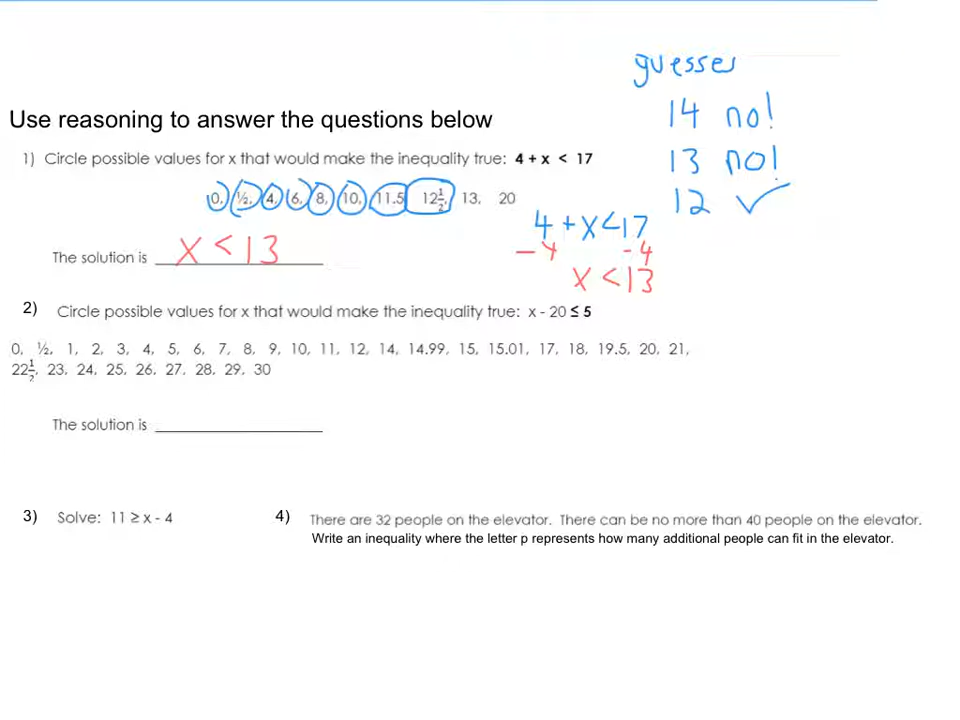 guesses
14 no!
Use reasoning to answer the questions below
13 no!
1) Circle possible values for x that would make the inequality true: 4 + x < 17
12 ✓
0, ½, 4, 6, 8, 10, 11.5 12½, 13, 20
4 + x < 17
- 4 - 4
The solution is x < 13
x < 13
2) Circle possible values for x that would make the inequality true: x - 20 ≤ 5
0, ½, 1, 2, 3, 4, 5, 6, 7, 8, 9, 10, 11, 12, 14, 14.99, 15, 15.01, 17, 18, 19.5, 20, 21,
22½, 23, 24, 25, 26, 27, 28, 29, 30
The solution is ____________________
3) Solve: 11 ≥ x - 4
4) There are 32 people on the elevator. There can be no more than 40 people on the elevator.
Write an inequality where the letter p represents how many additional people can fit in the elevator.